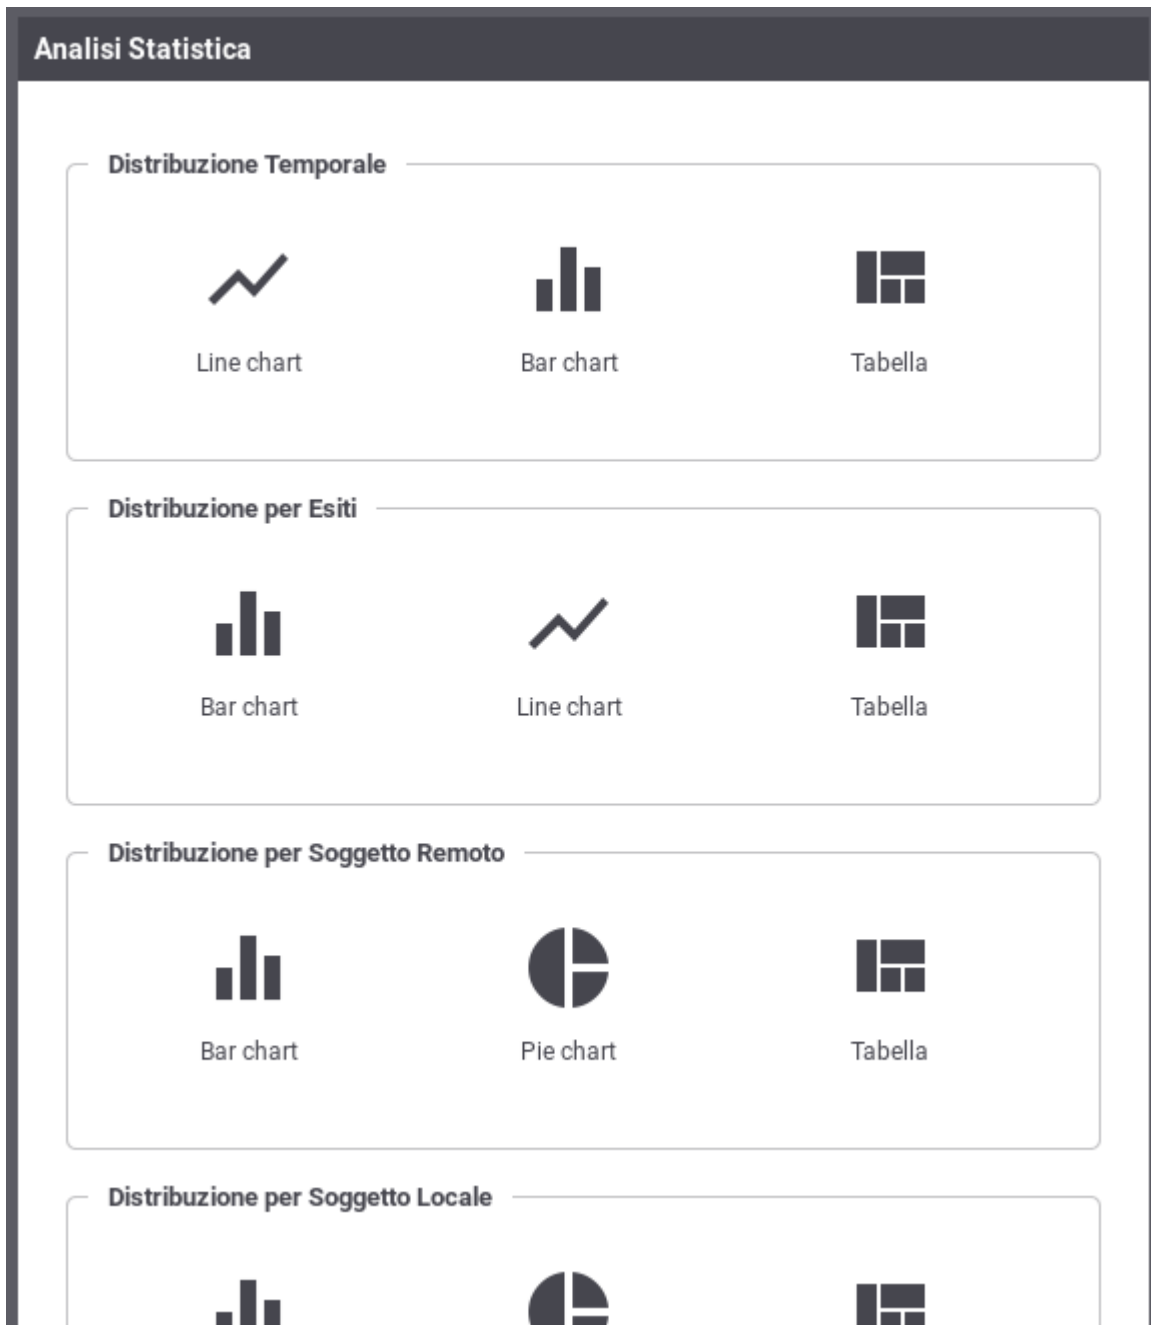 Analisi Statistica
Distribuzione Temporale
Line chart Bar chart Tabella
Distribuzione per Esiti
Bar chart Line chart Tabella
Distribuzione per Soggetto Remoto
Bar chart Pie chart Tabella
Distribuzione per Soggetto Locale